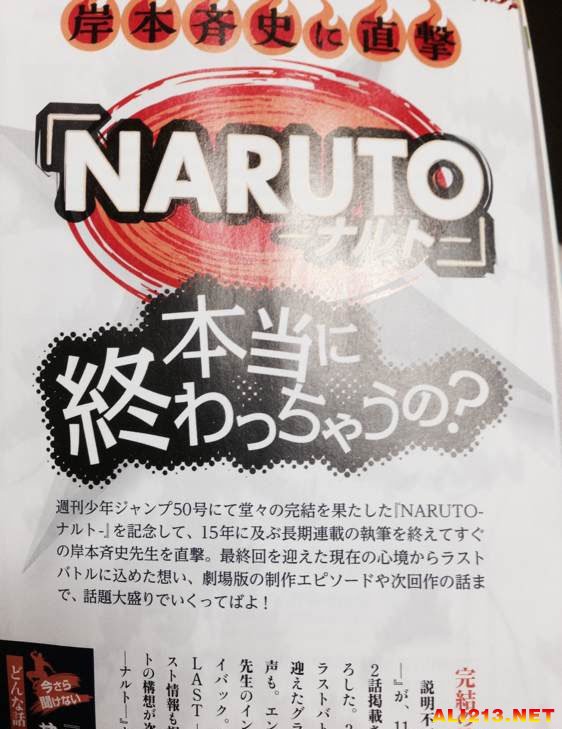 岸本斉史に直撃
『NARUTO
ーナルトー』
本当に
終わっちゃうの?
週刊少年ジャンプ50号にて堂々の完結を果たした『NARUTO-
ナルト-』を記念して、15年に及ぶ長期連載の執筆を終えてすぐ
の岸本斉史先生を直撃。最終回を迎えた現在の心境からラスト
バトルに込めた想い、劇場版の制作エピソードや次回作の話ま
で、話題大盛りでいくってばよ!
完結の
説明不
―』が、11
2話掲載さ
ろした。
ラストバト
迎えたグラ
声も。エン
先生のイン
イバック。
LAST
スト情報も
トの構想が次
―ナルト―』
今さら
聞けない
どんな話
ALI213.NET